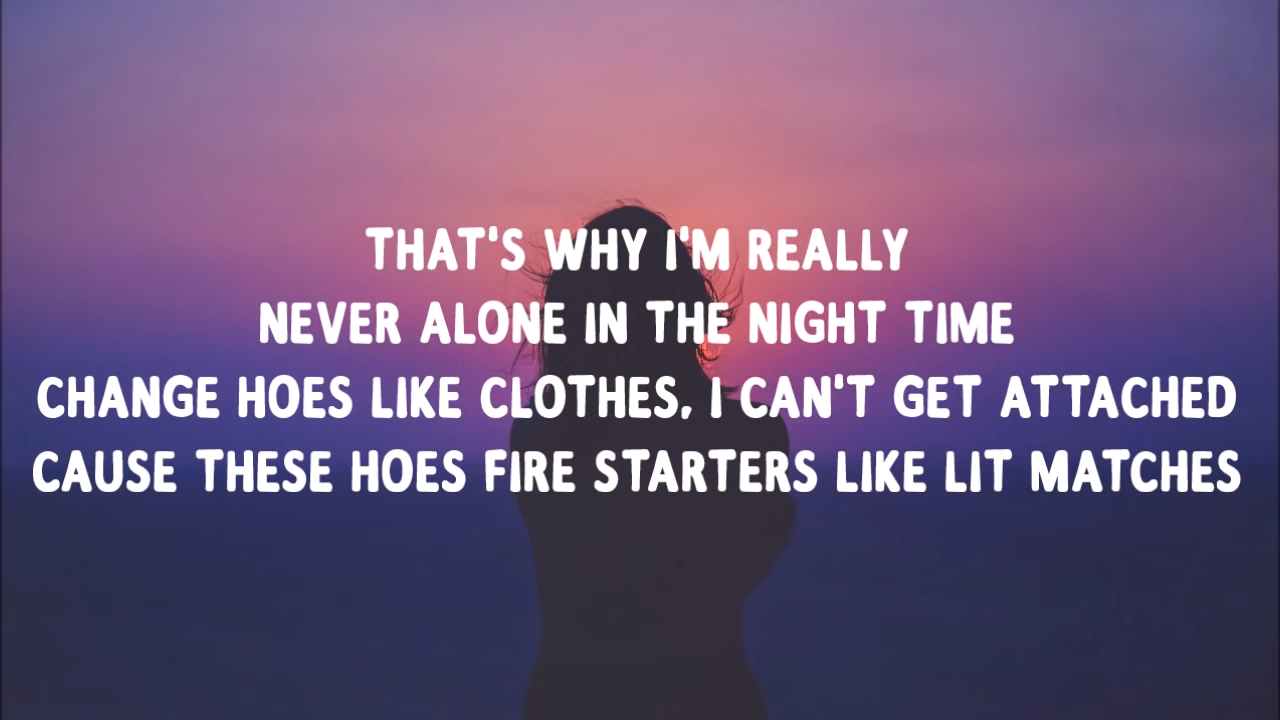 THAT'S WHY I'M REALLY
NEVER ALONE IN THE NIGHT TIME
CHANGE HOES LIKE CLOTHES, I CAN'T GET ATTACHED
CAUSE THESE HOES FIRE STARTERS LIKE LIT MATCHES